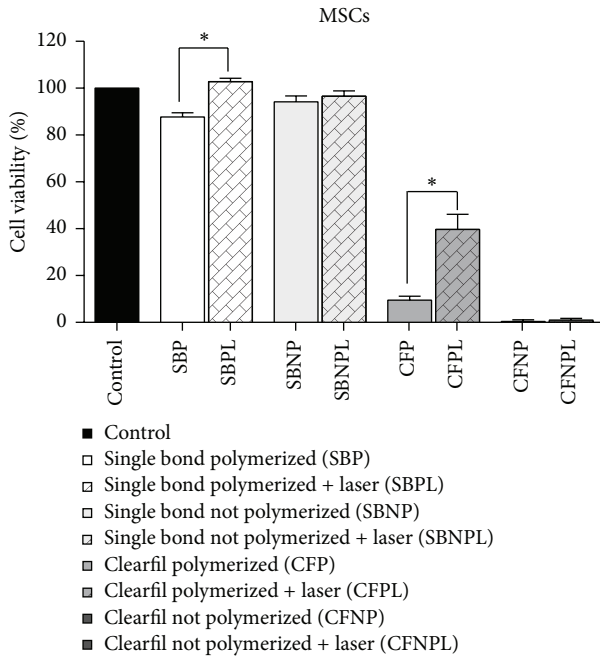 MSCs
120
100
80
60
40
20
0
Cell viability (%)
*
*
Control
SBP
SBPL
SBNP
SBNPL
CFP
CFPL
CFNP
CFNPL
Control
Single bond polymerized (SBP)
Single bond polymerized + laser (SBPL)
Single bond not polymerized (SBNP)
Single bond not polymerized + laser (SBNPL)
Clearfil polymerized (CFP)
Clearfil polymerized + laser (CFPL)
Clearfil not polymerized (CFNP)
Clearfil not polymerized + laser (CFNPL)